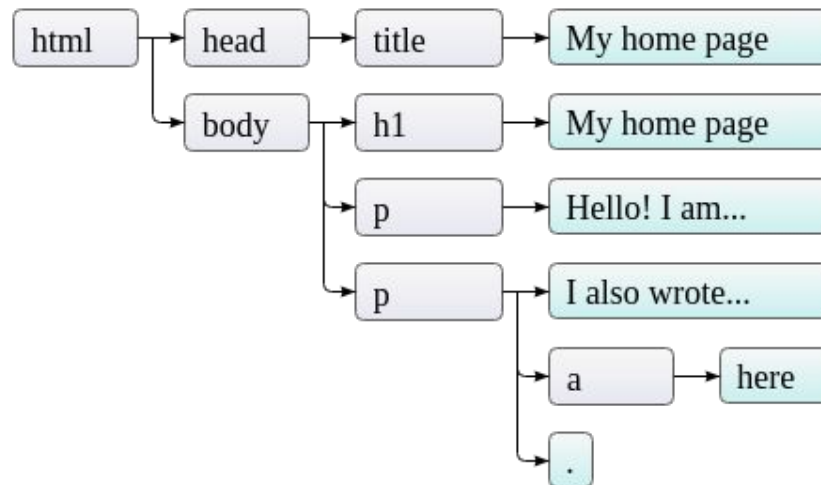 html head title My home page
body h1 My home page
p Hello! I am...
p I also wrote...
a here
.